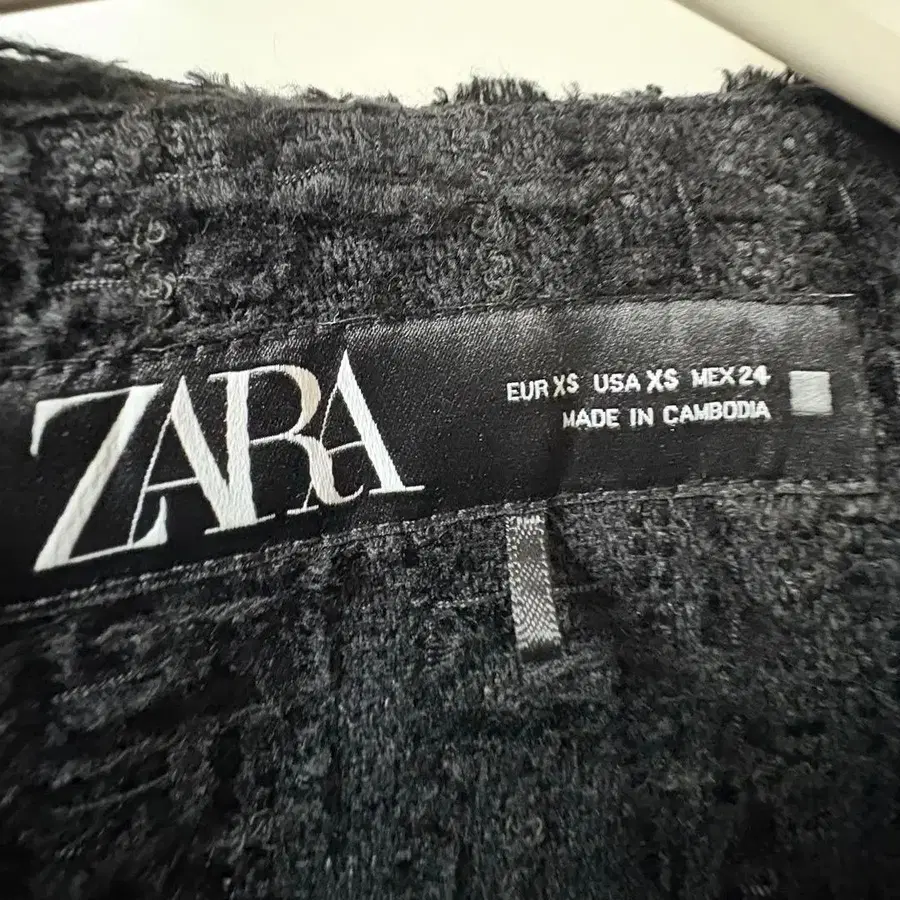 ZARA
EUR XS USA XS MEX 24
MADE IN CAMBODIA